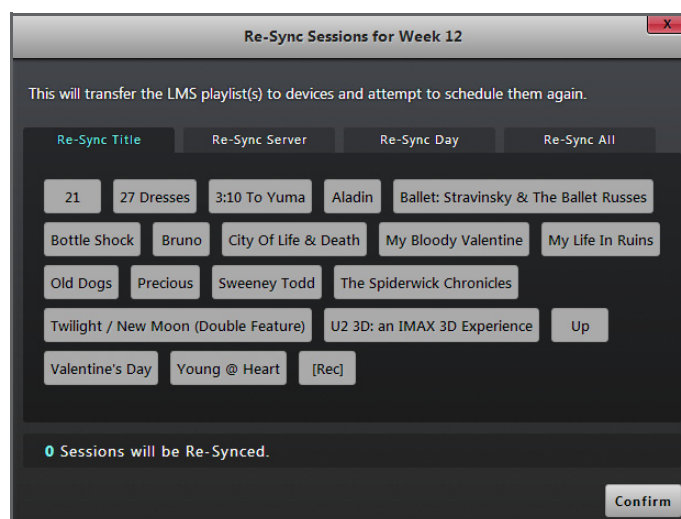 Re-Sync Sessions for Week 12
X
This will transfer the LMS playlist(s) to devices and attempt to schedule them again.
Re-Sync Title Re-Sync Server Re-Sync Day Re-Sync All
21 27 Dresses 3:10 To Yuma Aladin Ballet: Stravinsky & The Ballet Russes
Bottle Shock Bruno City Of Life & Death My Bloody Valentine My Life In Ruins
Old Dogs Precious Sweeney Todd The Spiderwick Chronicles
Twilight / New Moon (Double Feature) U2 3D: an IMAX 3D Experience Up
Valentine's Day Young @ Heart [Rec]
0 Sessions will be Re-Synced.
Confirm